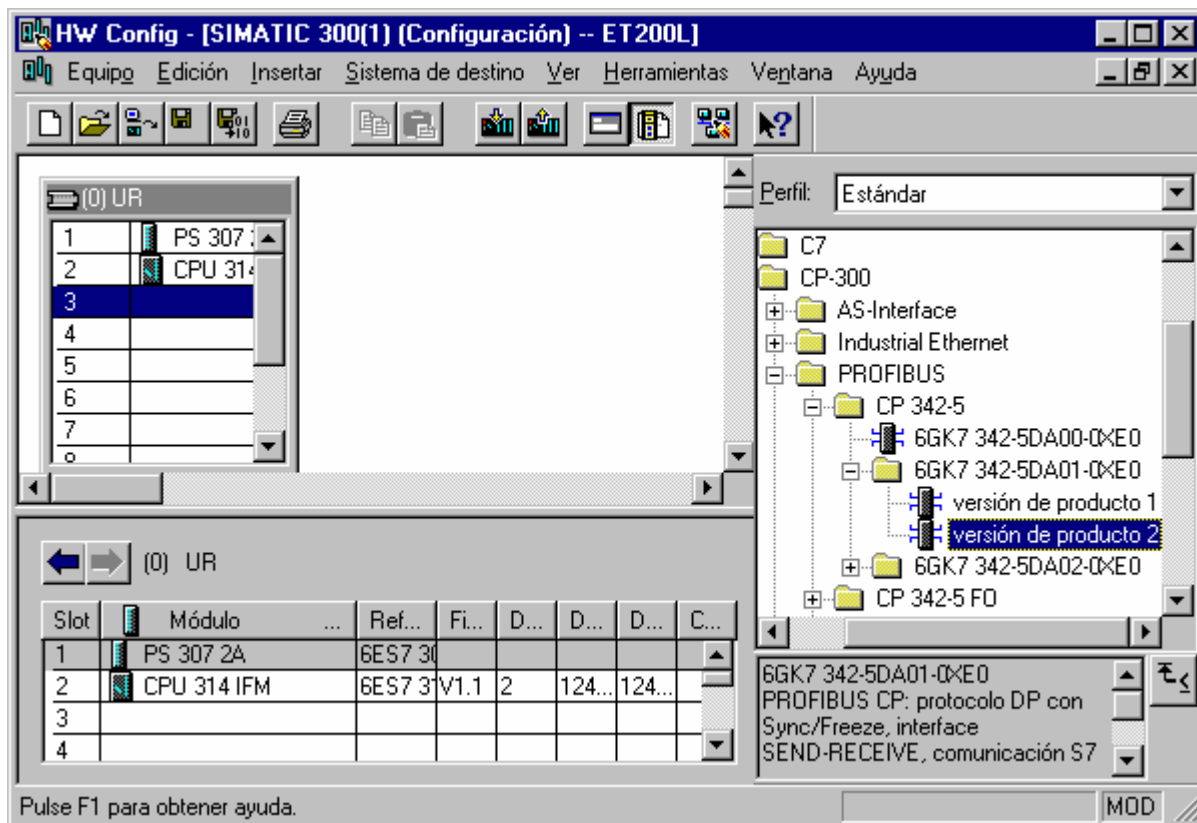 HW Config - [SIMATIC 300(1) (Configuración) -- ET200L]
Equipo Edición Insertar Sistema de destino Ver Herramientas Ventana Ayuda
(0) UR
1 PS 307 2
2 CPU 314
3
4
5
6
7
8
Perfil: Estándar
C7
CP-300
AS-Interface
Industrial Ethernet
PROFIBUS
CP 342-5
6GK7 342-5DA00-0XE0
6GK7 342-5DA01-0XE0
versión de producto 1
versión de producto 2
6GK7 342-5DA02-0XE0
CP 342-5 FO
(0) UR
Slot Módulo ... Ref... Fi... D... D... D... C...
1 PS 307 2A 6ES7 30
2 CPU 314 IFM 6ES7 31 V1.1 2 124... 124...
3
4
6GK7 342-5DA01-0XE0
PROFIBUS CP: protocolo DP con
Sync/Freeze, interface
SEND-RECEIVE, comunicación S7
Pulse F1 para obtener ayuda.
MOD